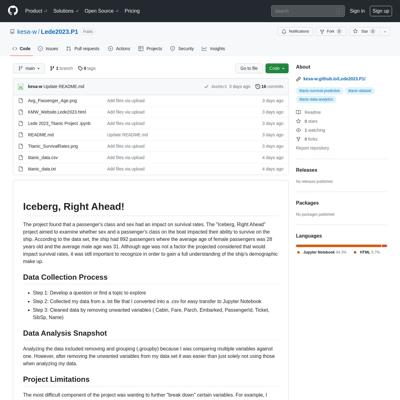 Product
Solutions
Open Source
Pricing
Search
Sign in
Sign up
kesa-w / Lede2023.P1
Public
Notifications
Fork 0
Star 0
Code
Issues
Pull requests
Actions
Projects
Security
Insights
main
1 branch
0 tags
Go to file
Code
kesa-w Update README.md
3 days ago
16 commits
Avg_Passenger_Age.png
Add files via upload
3 days ago
KMW_Website.Lede2023.html
Add files via upload
3 days ago
Lede 2023_Titanic Project .ipynb
Add files via upload
3 days ago
README.md
Update README.md
3 days ago
Titanic_SurvivalRates.png
Add files via upload
3 days ago
titanic_data.csv
Add files via upload
4 days ago
titanic_data.txt
Add files via upload
4 days ago
Iceberg, Right Ahead!
The project found that a passenger's class and sex had an impact on survival rates. The "Iceberg, Right Ahead"
project aimed to examine whether sex and a passenger's class on the boat impacted their ability to survive on the
ship. According to the data set, the ship had 892 passengers where the average age of female passengers was 28
years old and the average male age was 31. Although age was not a factor the projected considered that would
impact survival rates, it was still important to recognize in order to gain a full understanding of the ship's demographic
make up.
Data Collection Process
Step 1: Develop a question or find a topic to explore
Step 2: Collected my data from a .txt file that I converted into a .csv for easy transfer to Jupyter Notebook
Step 3: Cleaned data by removing unwanted variables ( Cabin, Fare, Parch, Embarked, PassengerId, Ticket,
SibSp, Name)
Data Analysis Snapshot
Analyzing the data included removing and grouping (.groupby) because I was comparing multiple variables against
one. However, after removing the unwanted variables from my data set it was easier than just solely not using those
when analyzing my data.
Project Limitations
The most difficult component of the project was wanting to further "break down" certain variables. For example, I
About
kesa-w.github.io/Lede2023.P1/
titanic-survival-prediction
titanic-dataset
titanic-data-analytics
Readme
0 stars
1 watching
0 forks
Report repository
Releases
No releases published
Packages
No packages published
Languages
Jupyter Notebook
HTML